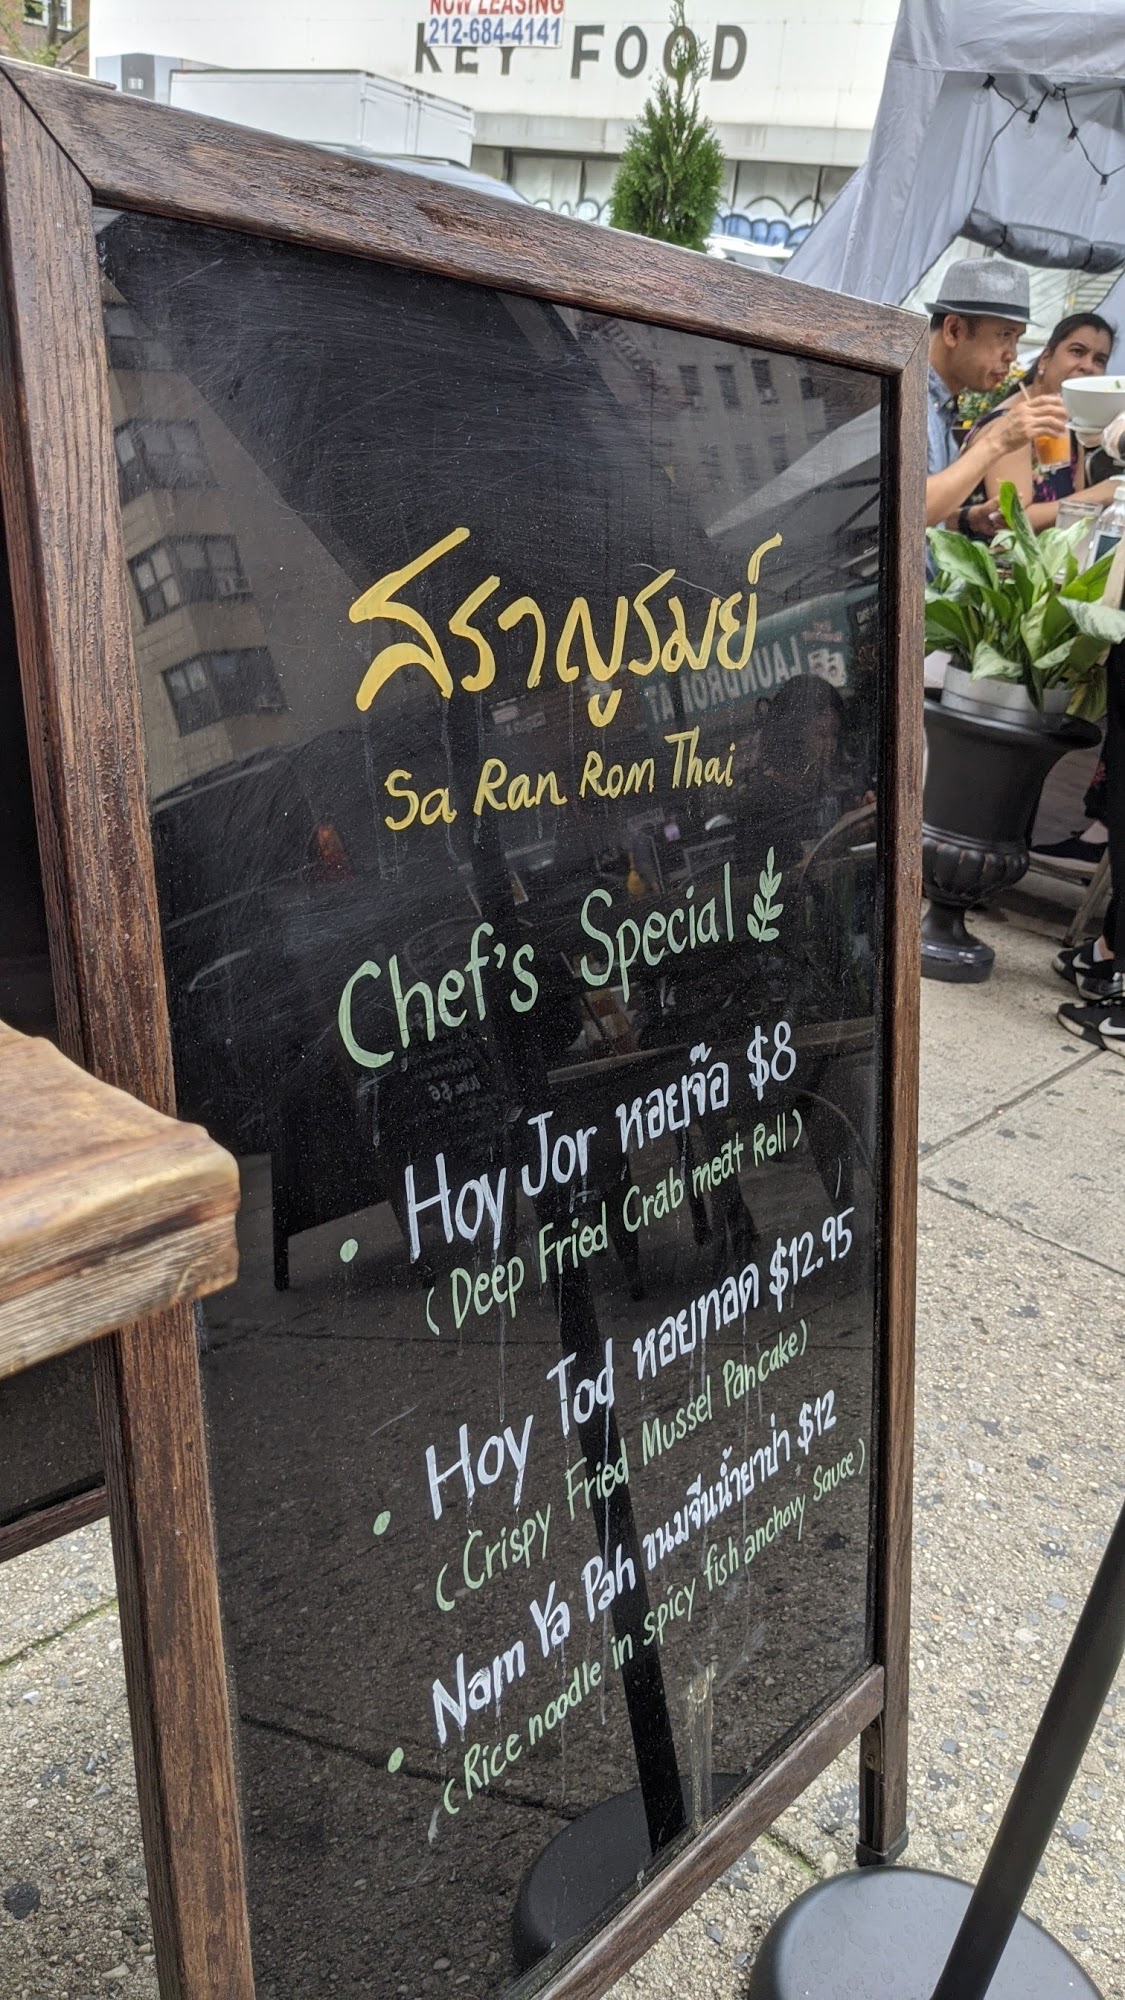 NOW LEASING
212-684-4141
KEY FOOD
สราญรมย์
Sa Ran Rom Thai
Chef's Special
• Hoy Jor หอยจ๊อ $8
(Deep Fried Crab meat Roll)
• Hoy Tod หอยทอด $12.95
(Crispy Fried Mussel Pancake)
• Nam Ya Pah ขนมจีนน้ำยาป่า $12
(Rice noodle in spicy fish anchovy Sauce)
LAUNDROMAT